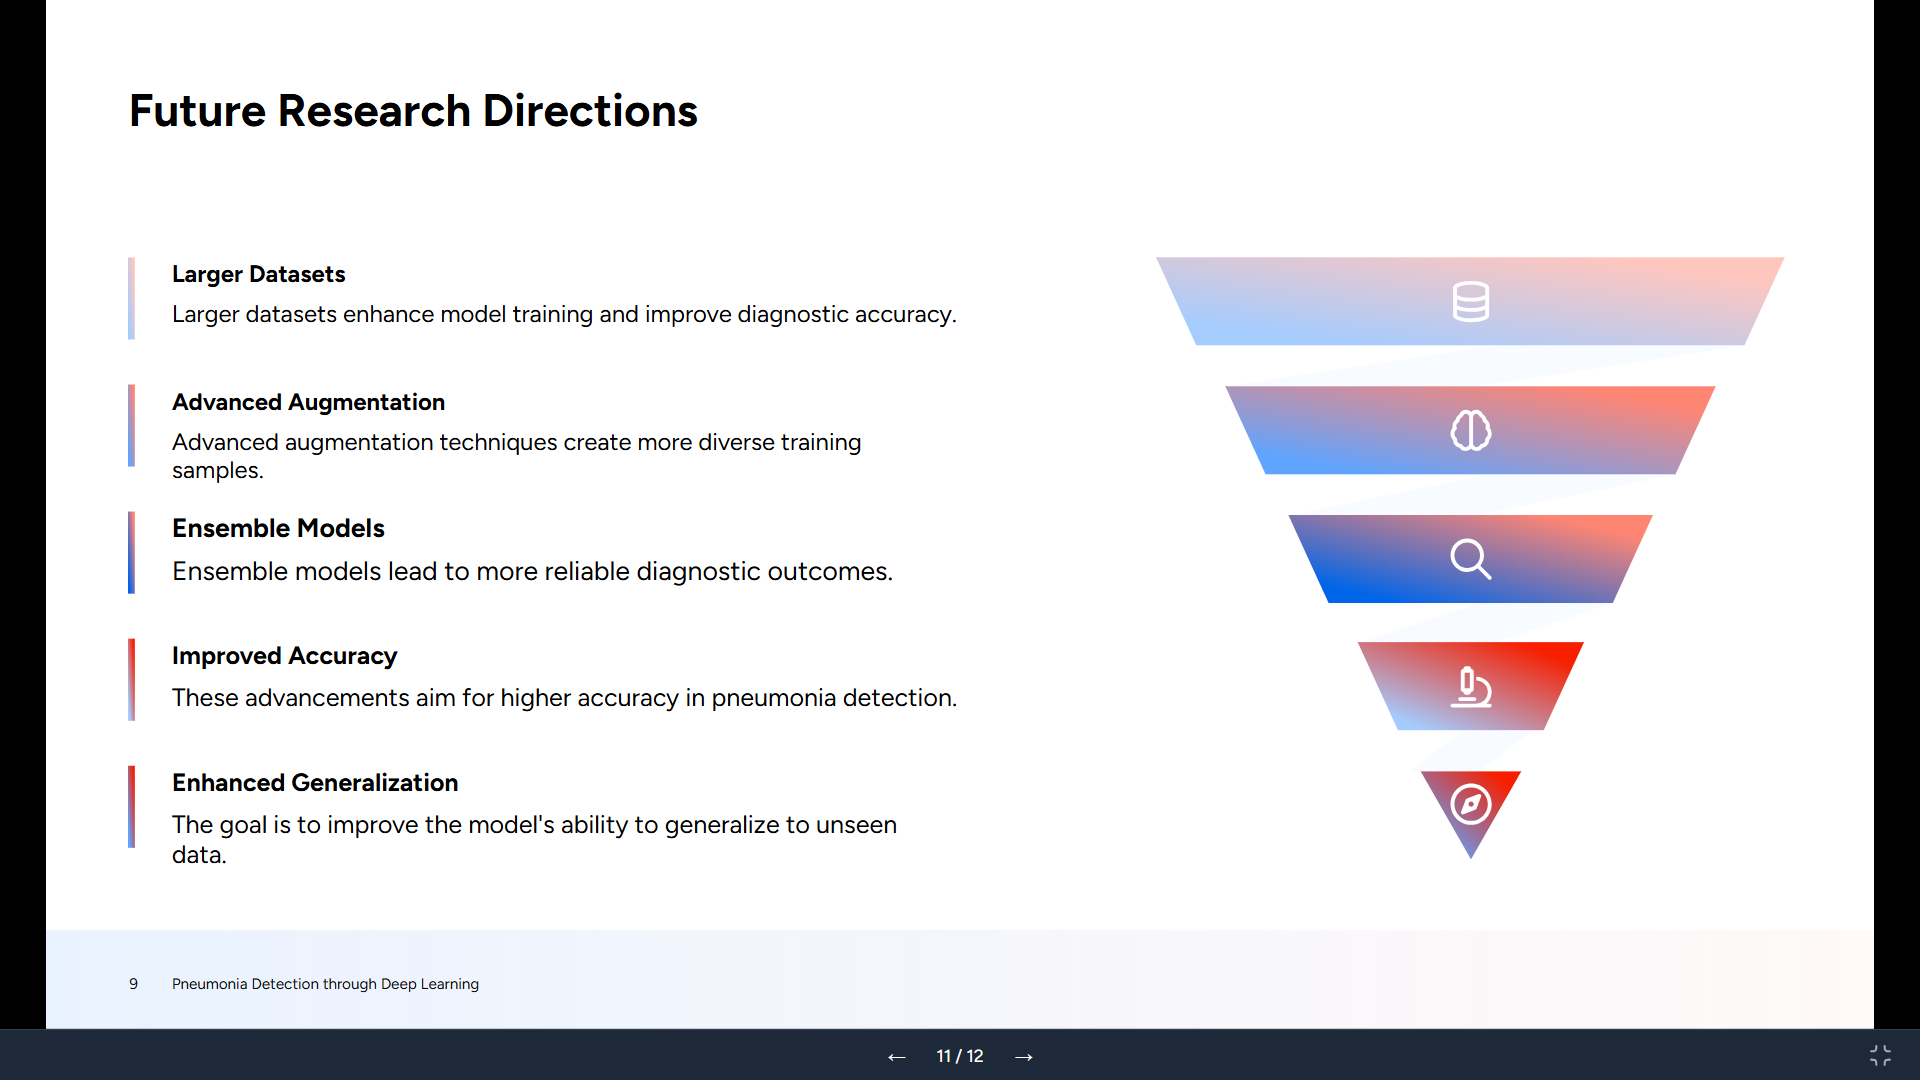 Future Research Directions
Larger Datasets
Larger datasets enhance model training and improve diagnostic accuracy.
Advanced Augmentation
Advanced augmentation techniques create more diverse training
samples.
Ensemble Models
Ensemble models lead to more reliable diagnostic outcomes.
Improved Accuracy
These advancements aim for higher accuracy in pneumonia detection.
Enhanced Generalization
The goal is to improve the model's ability to generalize to unseen
data.
9 Pneumonia Detection through Deep Learning
← 11 / 12 →